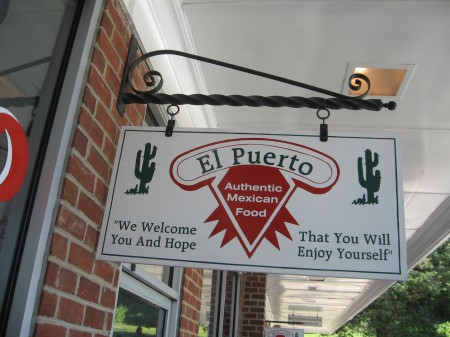 El Puerto
Authentic
Mexican
Food
"We Welcome
You And Hope
That You Will
Enjoy Yourself"